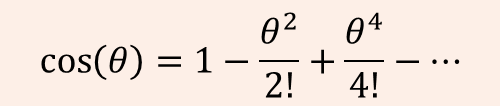 cos(θ) = 1 − θ²/2! + θ⁴/4! − ⋯